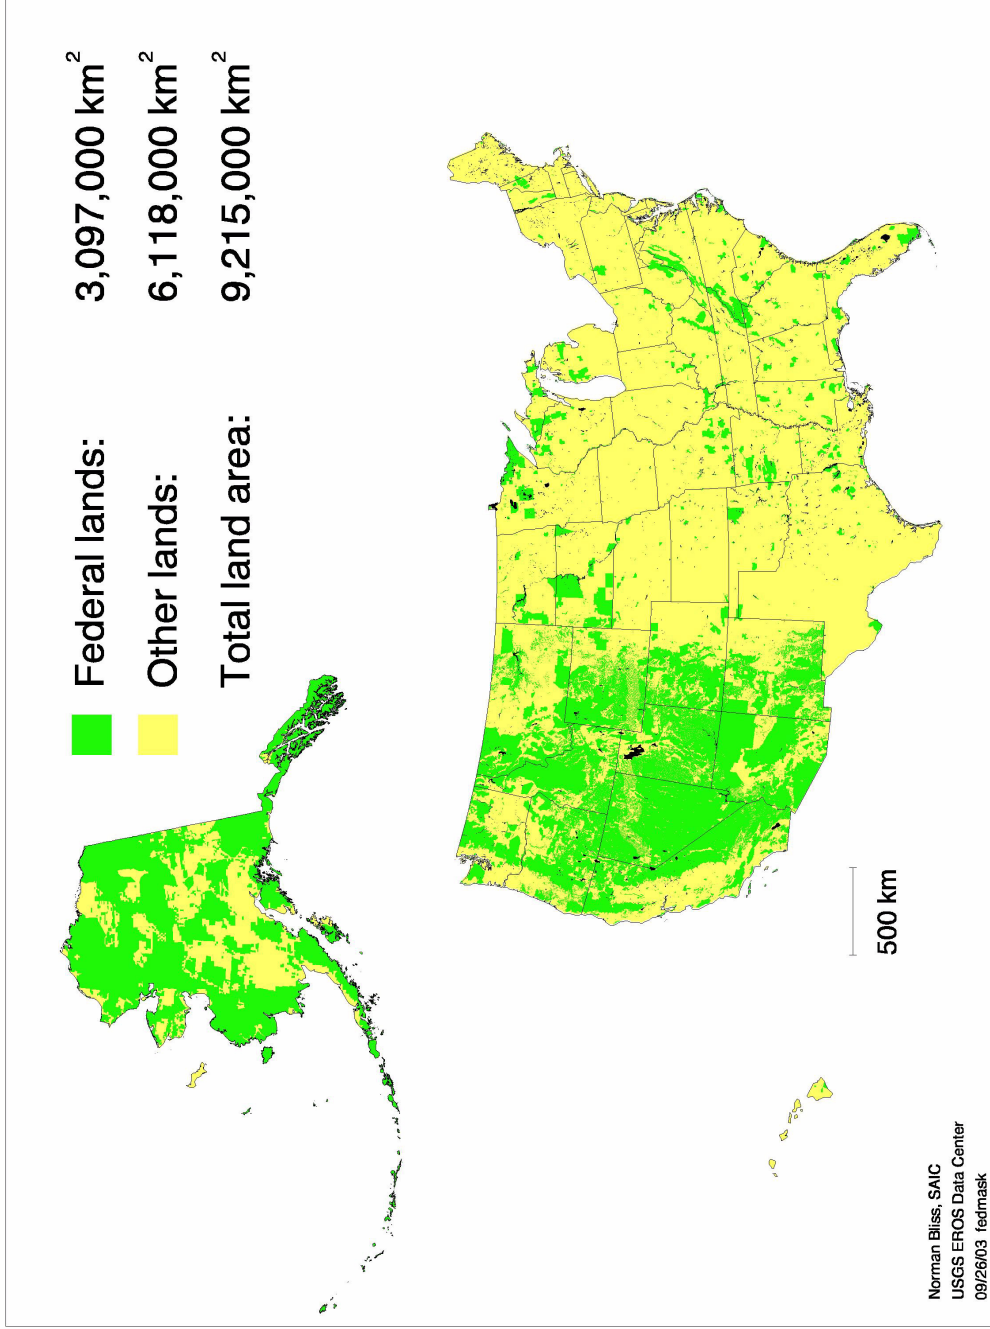 Federal lands: 3,097,000 km²
Other lands: 6,118,000 km²
Total land area: 9,215,000 km²
500 km
Norman Bliss, SAIC
USGS EROS Data Center
09/26/03 fedmask